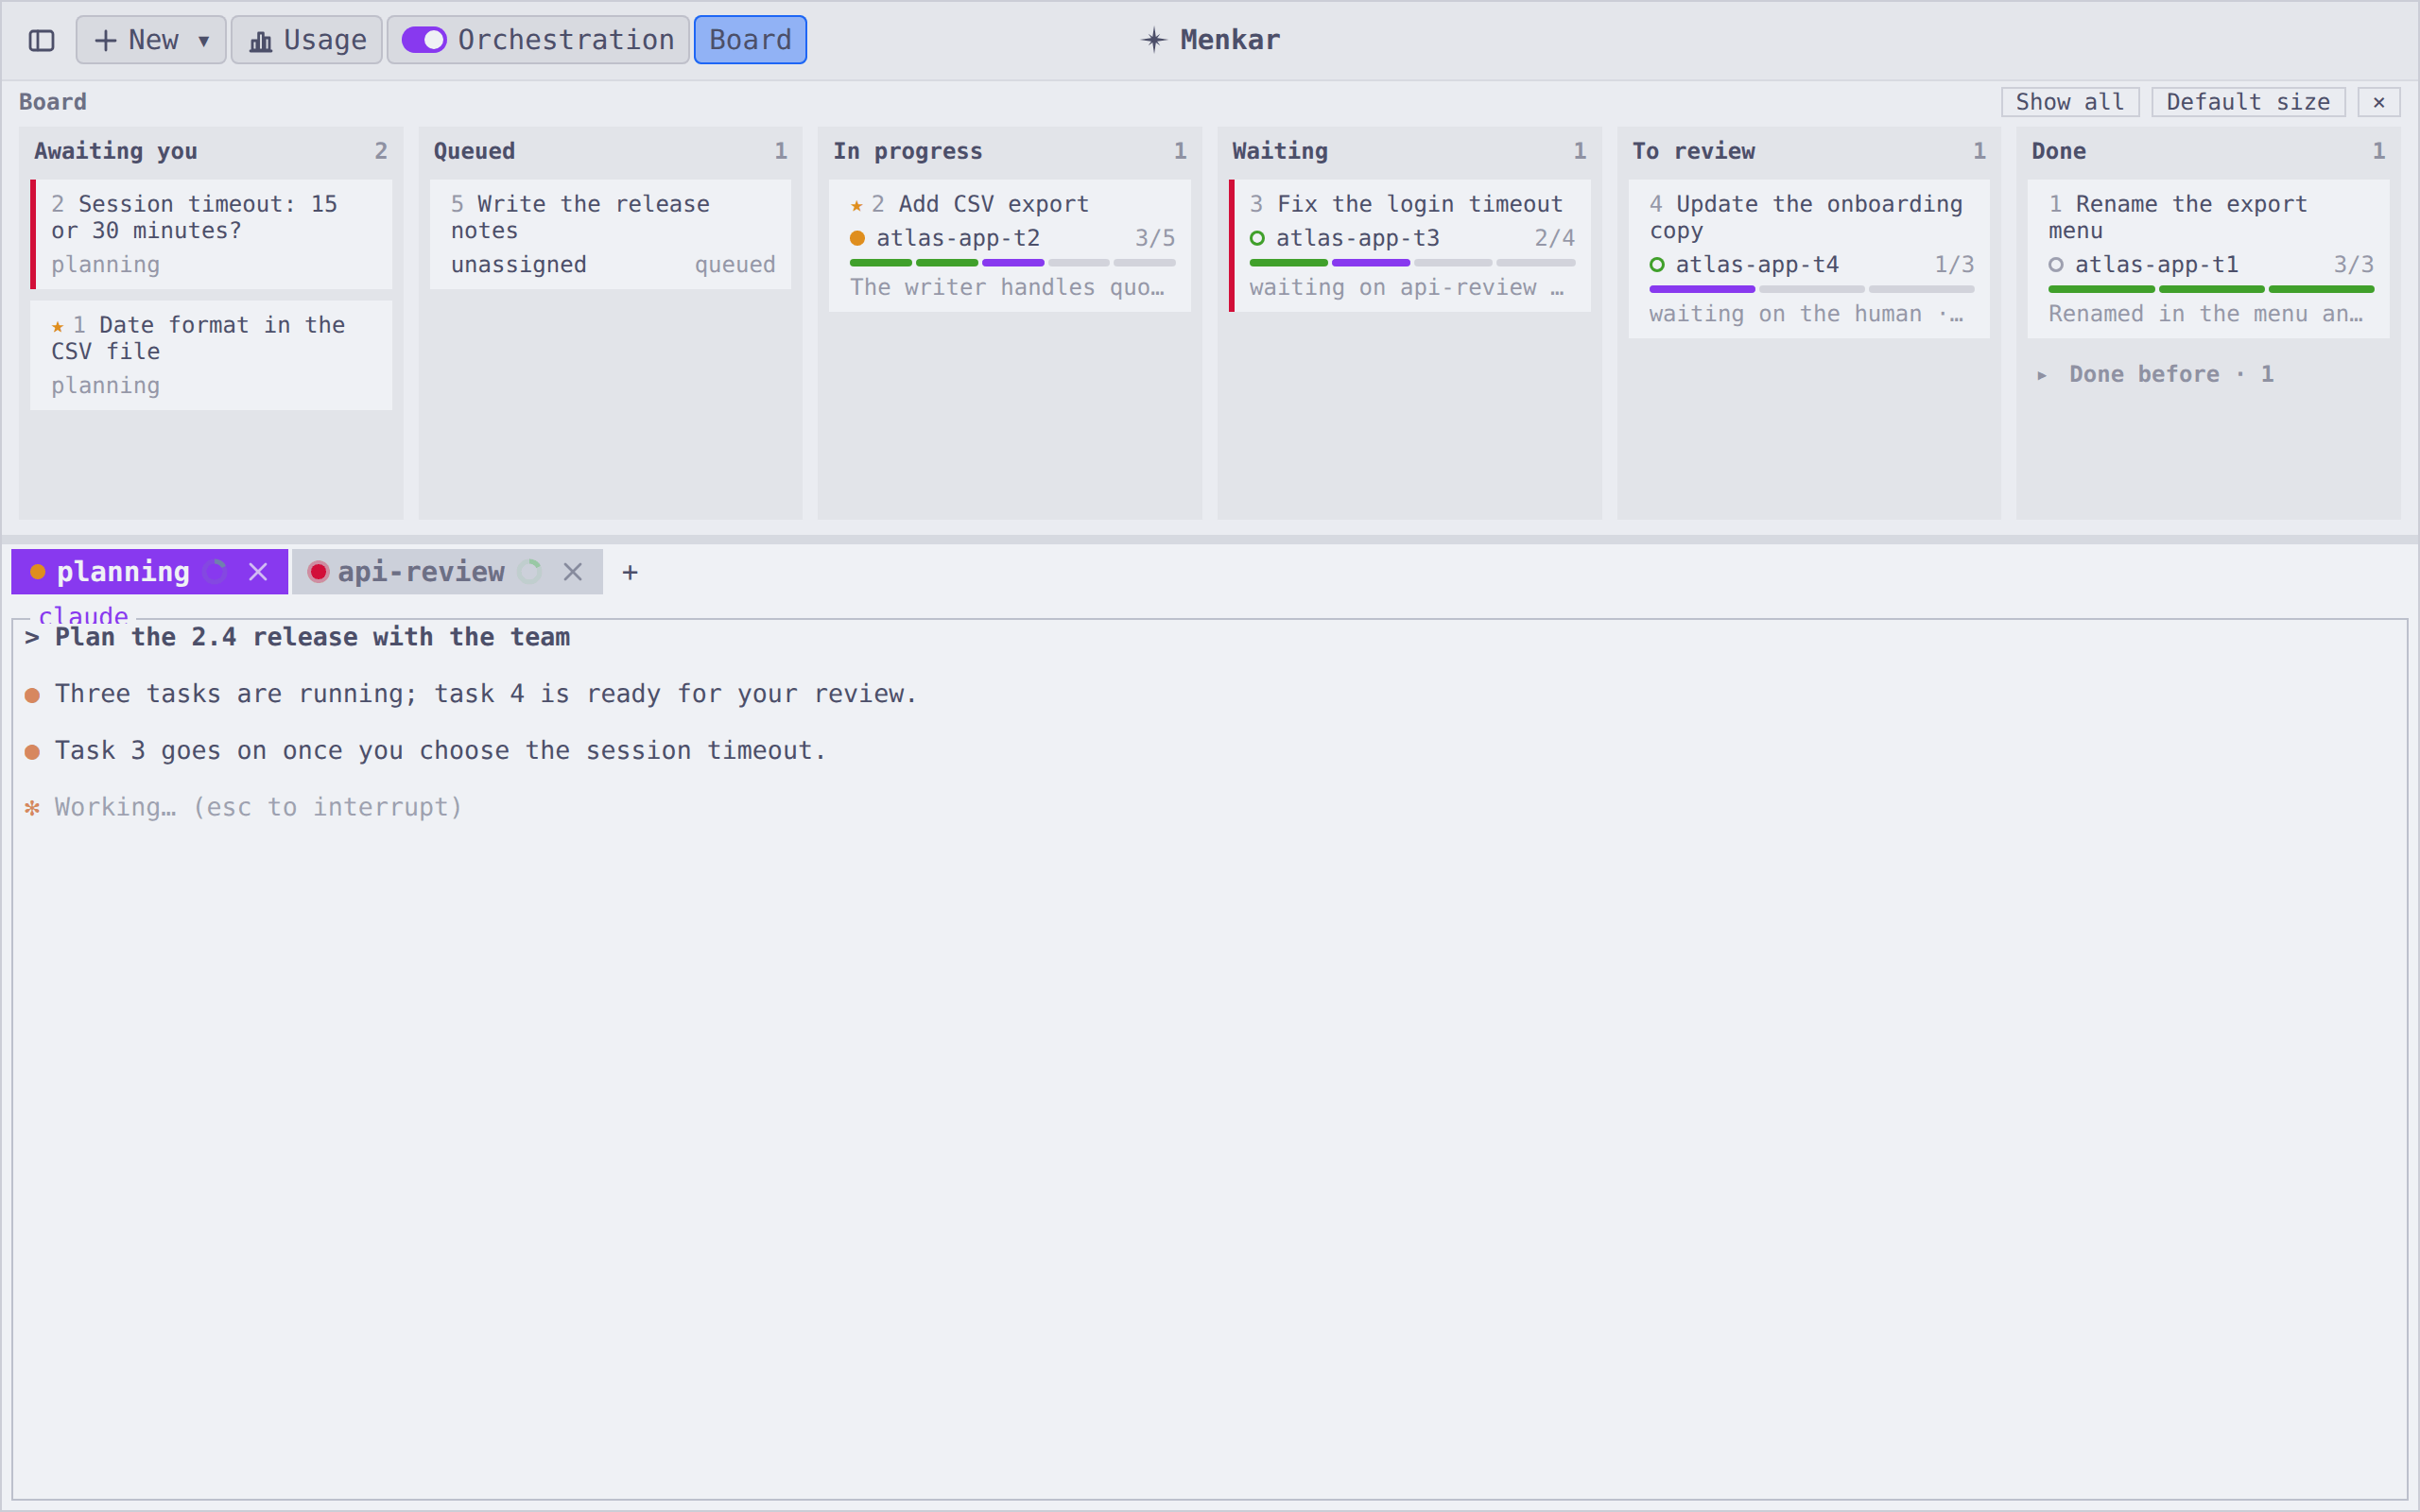 New ▾
Usage
Orchestration
Board
Menkar
Board
Show all
Default size
×
Awaiting you 2
2 Session timeout: 15
or 30 minutes?
planning
★ 1 Date format in the
CSV file
planning
Queued 1
5 Write the release
notes
unassigned queued
In progress 1
★ 2 Add CSV export
atlas-app-t2 3/5
The writer handles quo…
Waiting 1
3 Fix the login timeout
atlas-app-t3 2/4
waiting on api-review …
To review 1
4 Update the onboarding
copy
atlas-app-t4 1/3
waiting on the human ·…
Done 1
1 Rename the export
menu
atlas-app-t1 3/3
Renamed in the menu an…
▸ Done before · 1
planning
api-review
+
claude
> Plan the 2.4 release with the team
● Three tasks are running; task 4 is ready for your review.
● Task 3 goes on once you choose the session timeout.
✻ Working… (esc to interrupt)